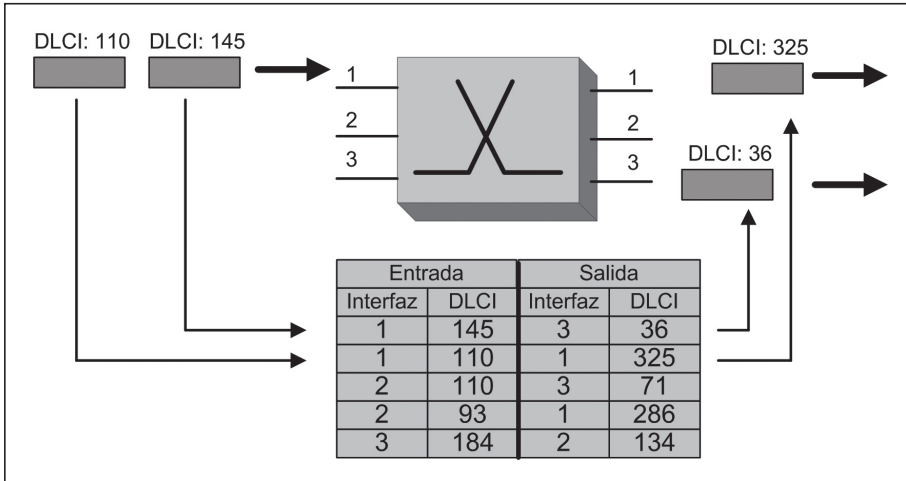 DLCI: 110 DLCI: 145
DLCI: 325
1 1
2 2
3 3
DLCI: 36
Entrada Salida
Interfaz DLCI Interfaz DLCI
1 145 3 36
1 110 1 325
2 110 3 71
2 93 1 286
3 184 2 134